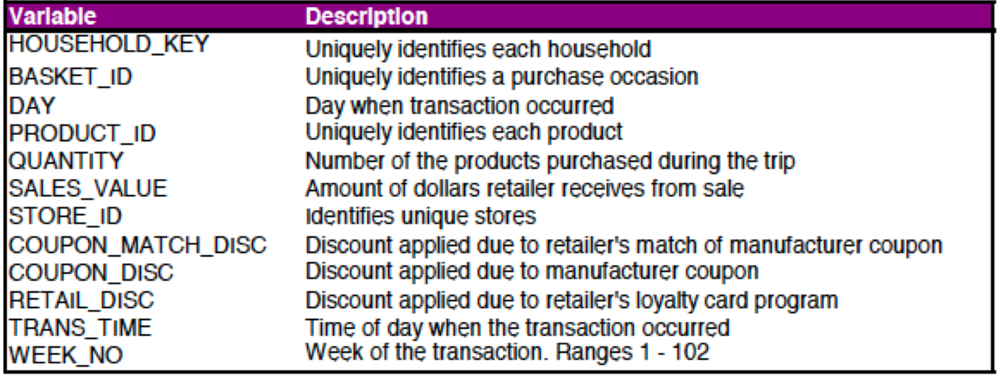 Variable Description
HOUSEHOLD_KEY Uniquely identifies each household
BASKET_ID Uniquely identifies a purchase occasion
DAY Day when transaction occurred
PRODUCT_ID Uniquely identifies each product
QUANTITY Number of the products purchased during the trip
SALES_VALUE Amount of dollars retailer receives from sale
STORE_ID Identifies unique stores
COUPON_MATCH_DISC Discount applied due to retailer's match of manufacturer coupon
COUPON_DISC Discount applied due to manufacturer coupon
RETAIL_DISC Discount applied due to retailer's loyalty card program
TRANS_TIME Time of day when the transaction occurred
WEEK_NO Week of the transaction. Ranges 1 - 102